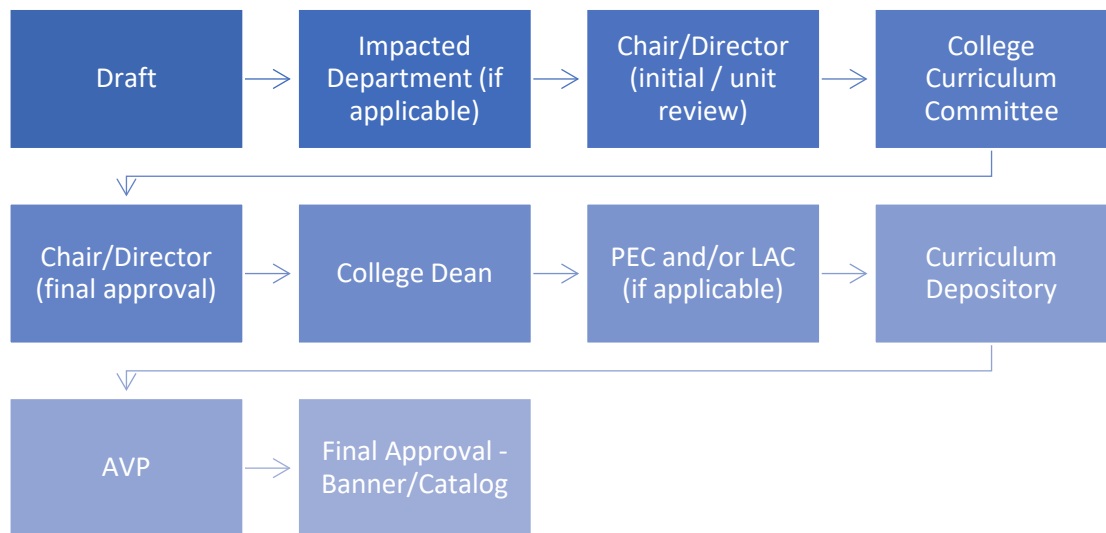 Draft
Impacted
Department (if
applicable)
Chair/Director
(initial / unit
review)
College
Curriculum
Committee
Chair/Director
(final approval)
College Dean
PEC and/or LAC
(if applicable)
Curriculum
Depository
AVP
Final Approval -
Banner/Catalog